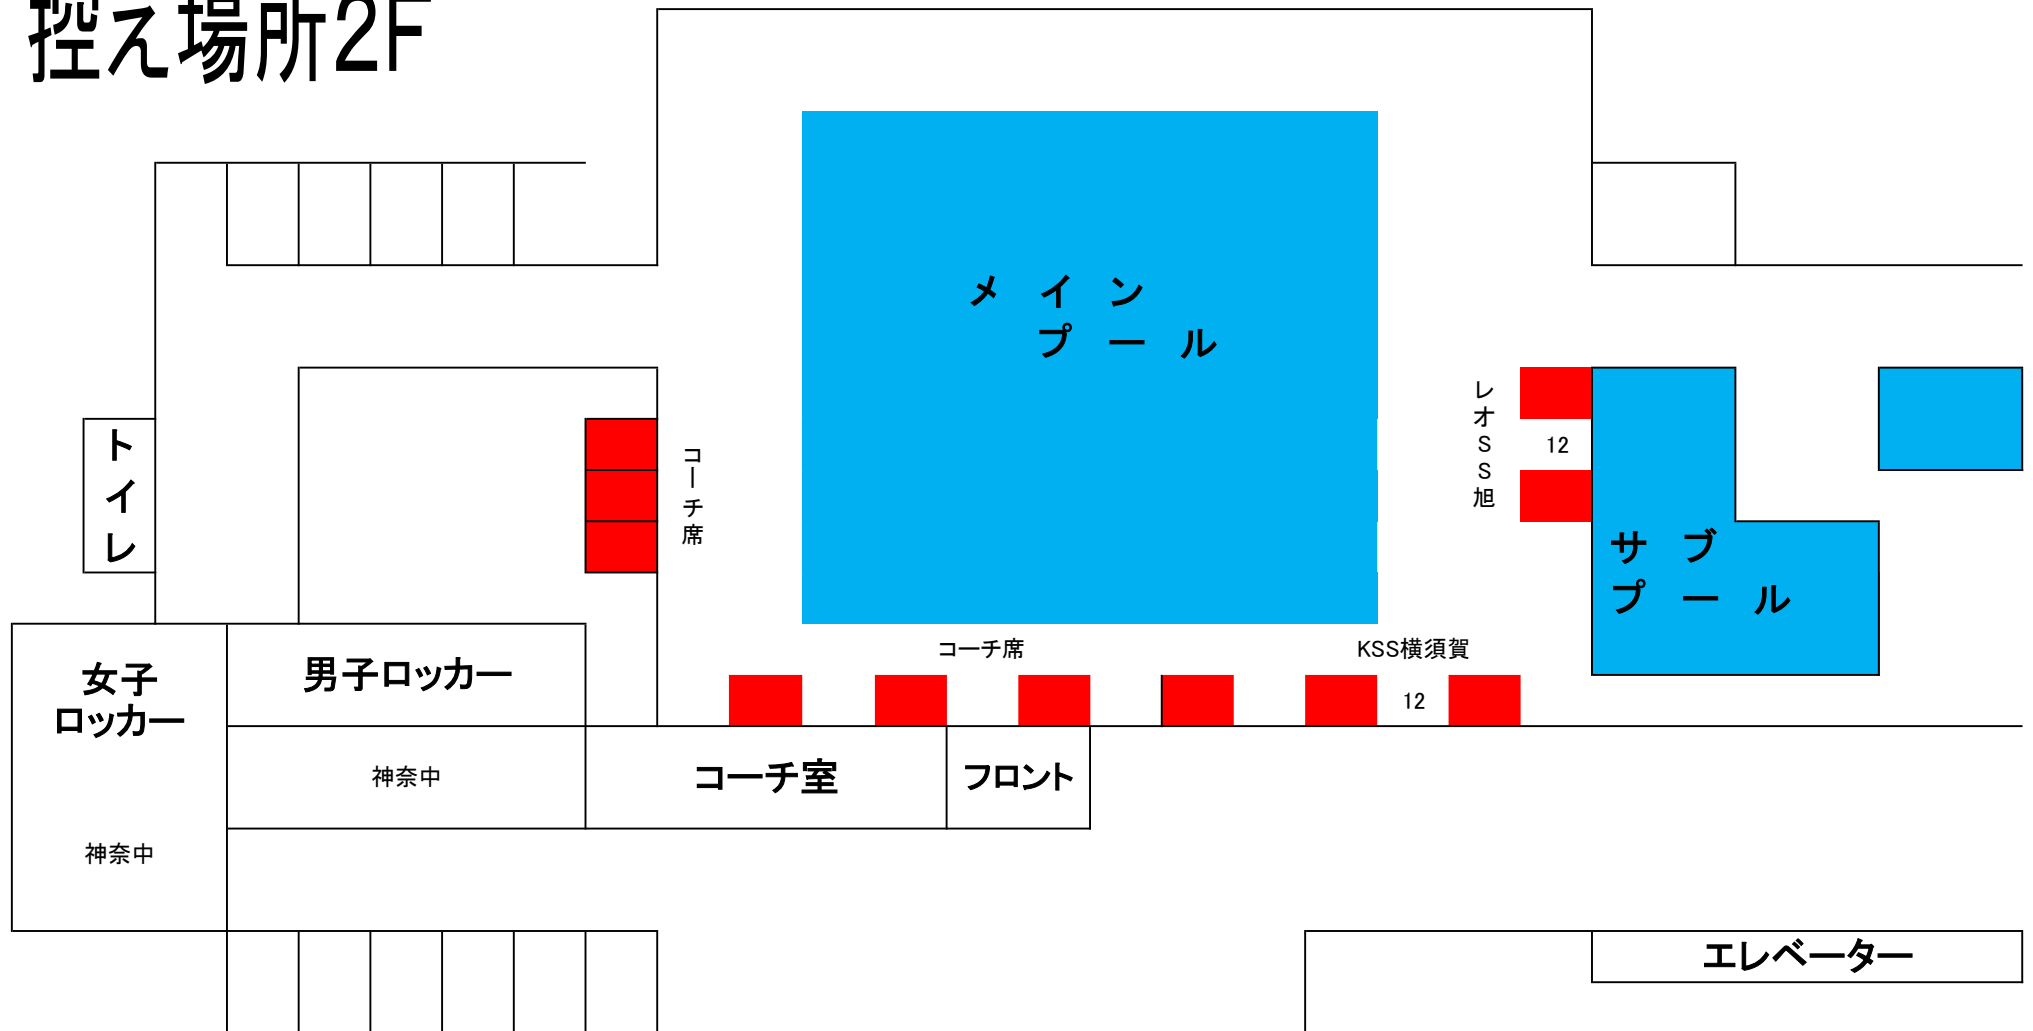 控え場所2F
メイン
プール
レオSS旭
12
コーチ席
トイレ
サブ
プール
コーチ席
KSS横須賀
12
女子
ロッカー
男子ロッカー
神奈中
コーチ室
フロント
神奈中
エレベーター